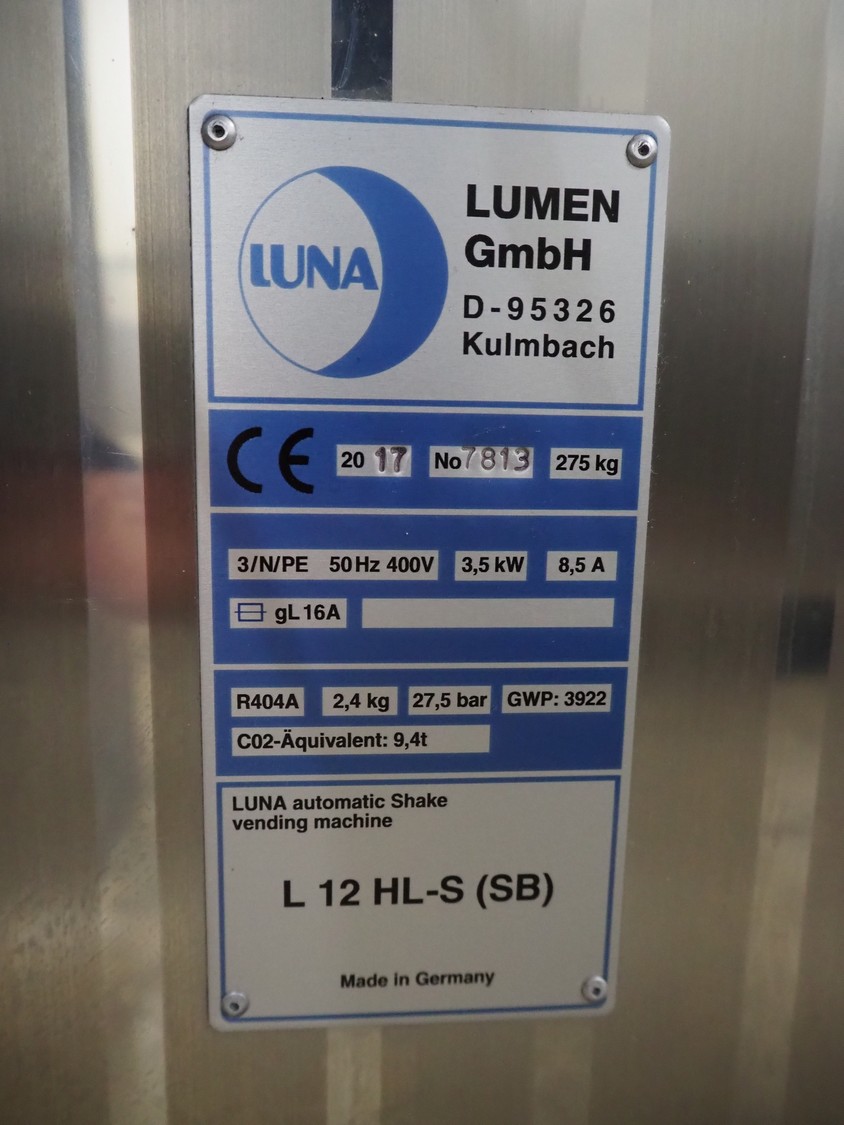 LUNA
LUMEN
GmbH
D-95326
Kulmbach
CE 2017 No7813 275 kg
3/N/PE 50Hz 400V 3,5 kW 8,5 A
gL16A
R404A 2,4 kg 27,5 bar GWP: 3922
C02-Äquivalent: 9,4t
LUNA automatic Shake
vending machine
L 12 HL-S (SB)
Made in Germany